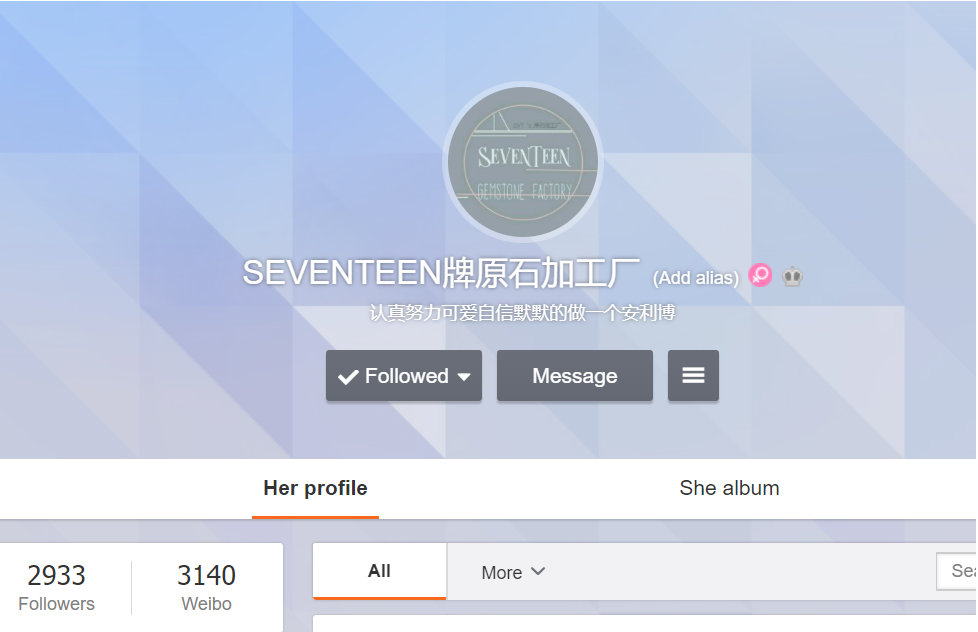 SEVENTEEN
GEMSTONE FACTORY
SEVENTEEN牌原石加工厂 (Add alias)
认真努力可爱自信默默的做一个安利博
Followed Message
Her profile She album
2933 3140
Followers Weibo
All More Sea